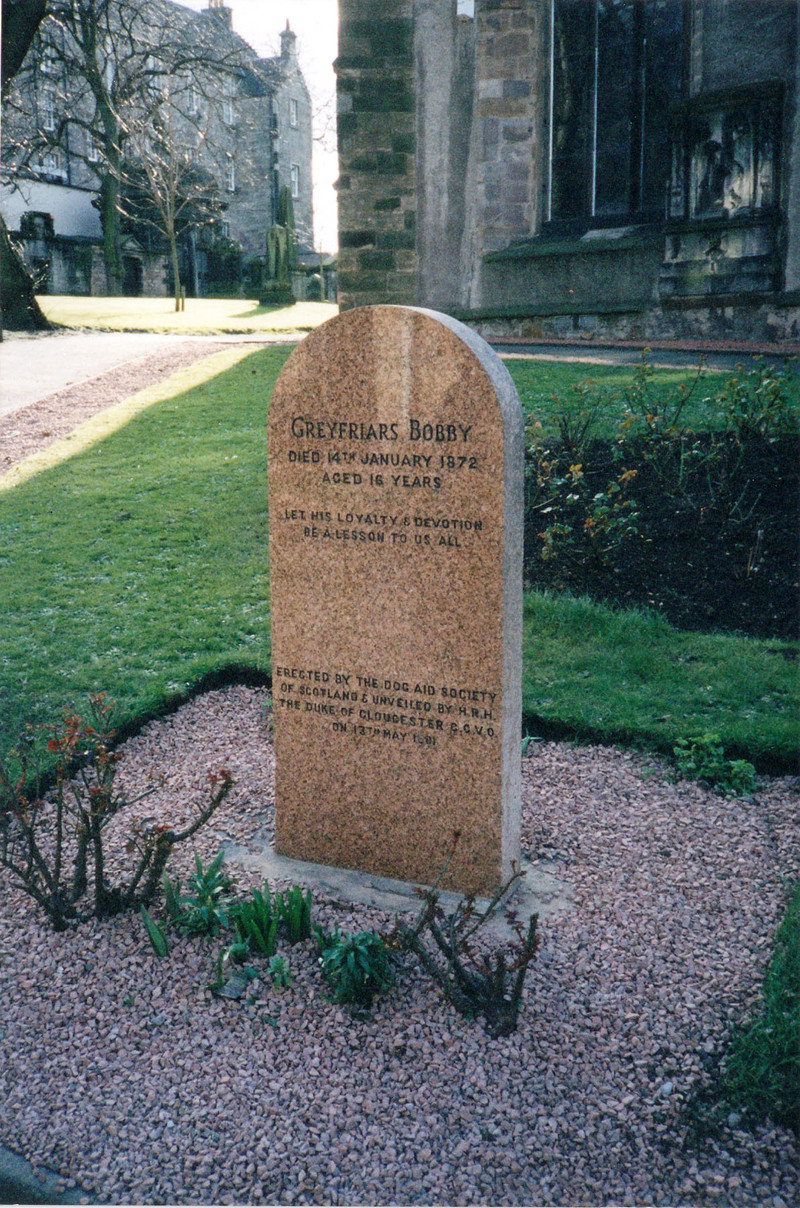 GREYFRIARS BOBBY
DIED 14TH JANUARY 1872
AGED 16 YEARS
LET HIS LOYALTY & DEVOTION
BE A LESSON TO US ALL
ERECTED BY THE DOG AID SOCIETY
OF SCOTLAND & UNVEILED BY H.R.H.
THE DUKE OF GLOUCESTER G.C.V.O.
ON 13TH MAY 1981